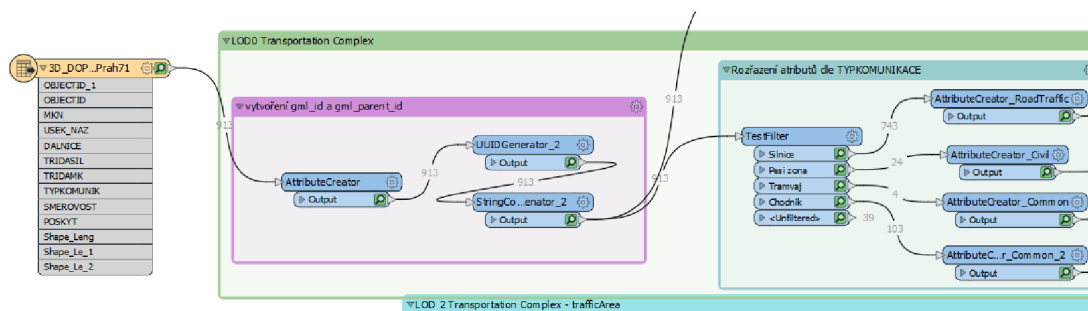 LOD0 Transportation Complex
3D_DOP...Prah71
OBJECTID_1
OBJECTID
MKN
USEK_NAZ
DALNICE
TRIDASIL
TRIDAMK
TYPKOMUNIK
SMEROVOST
POSKYT
Shape_Leng
Shape_Le_1
Shape_Le_2
913
vytvoření gml_id a gml_parent_id
AttributeCreator
Output
913
UUIDGenerator_2
Output
913
StringCo...enator_2
Output
913
913
Rozřazení atributů dle TYPKOMUNIKACE
TestFilter
Silnice
Pesi zona
Tramvaj
Chodnik
<Unfiltered>
743
24
4
39
103
AttributeCreator_RoadTraffic
Output
AttributeCreator_Civil
Output
AttributeCreator_Common
Output
AttributeC...r_Common_2
Output
LOD 2 Transportation Complex - trafficArea